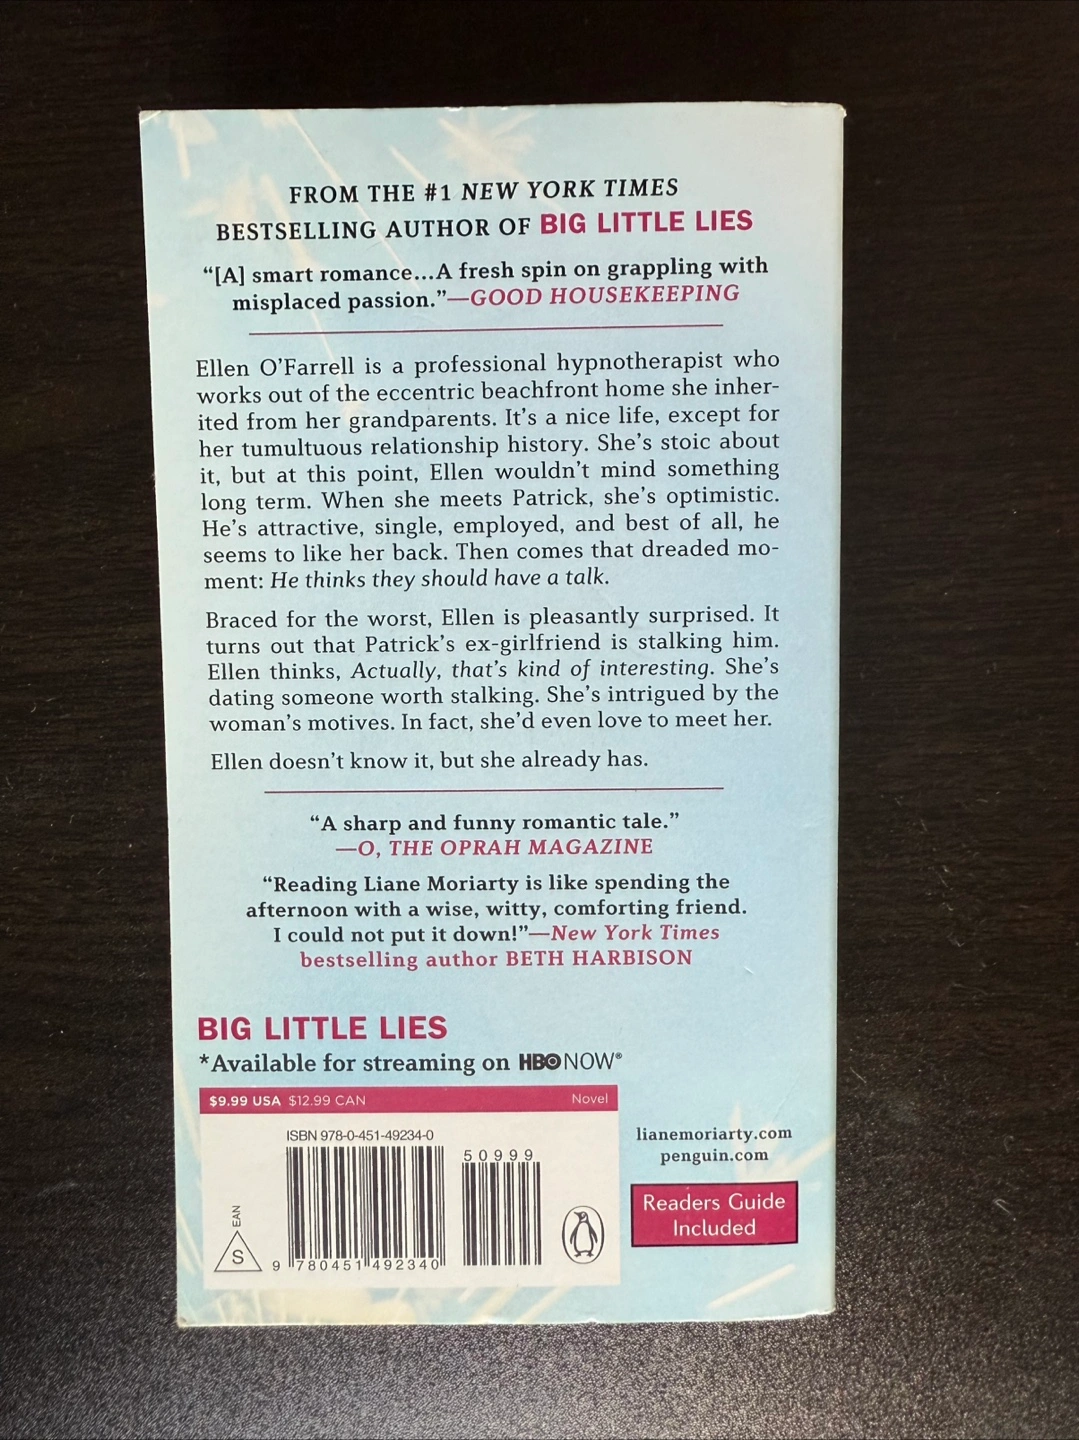 FROM THE #1 NEW YORK TIMES
BESTSELLING AUTHOR OF BIG LITTLE LIES
“[A] smart romance...A fresh spin on grappling with
misplaced passion.”—GOOD HOUSEKEEPING
Ellen O’Farrell is a professional hypnotherapist who
works out of the eccentric beachfront home she inher-
ited from her grandparents. It’s a nice life, except for
her tumultuous relationship history. She’s stoic about
it, but at this point, Ellen wouldn’t mind something
long term. When she meets Patrick, she’s optimistic.
He’s attractive, single, employed, and best of all, he
seems to like her back. Then comes that dreaded mo-
ment: He thinks they should have a talk.
Braced for the worst, Ellen is pleasantly surprised. It
turns out that Patrick’s ex-girlfriend is stalking him.
Ellen thinks, Actually, that’s kind of interesting. She’s
dating someone worth stalking. She’s intrigued by the
woman’s motives. In fact, she’d even love to meet her.
Ellen doesn’t know it, but she already has.
“A sharp and funny romantic tale.”
—O, THE OPRAH MAGAZINE
“Reading Liane Moriarty is like spending the
afternoon with a wise, witty, comforting friend.
I could not put it down!”—New York Times
bestselling author BETH HARBISON
BIG LITTLE LIES
*Available for streaming on HBO NOW®
$9.99 USA $12.99 CAN Novel
ISBN 978-0-451-49234-0
50999
EAN
S
9 780451 492340
lianemoriarty.com
penguin.com
Readers Guide
Included